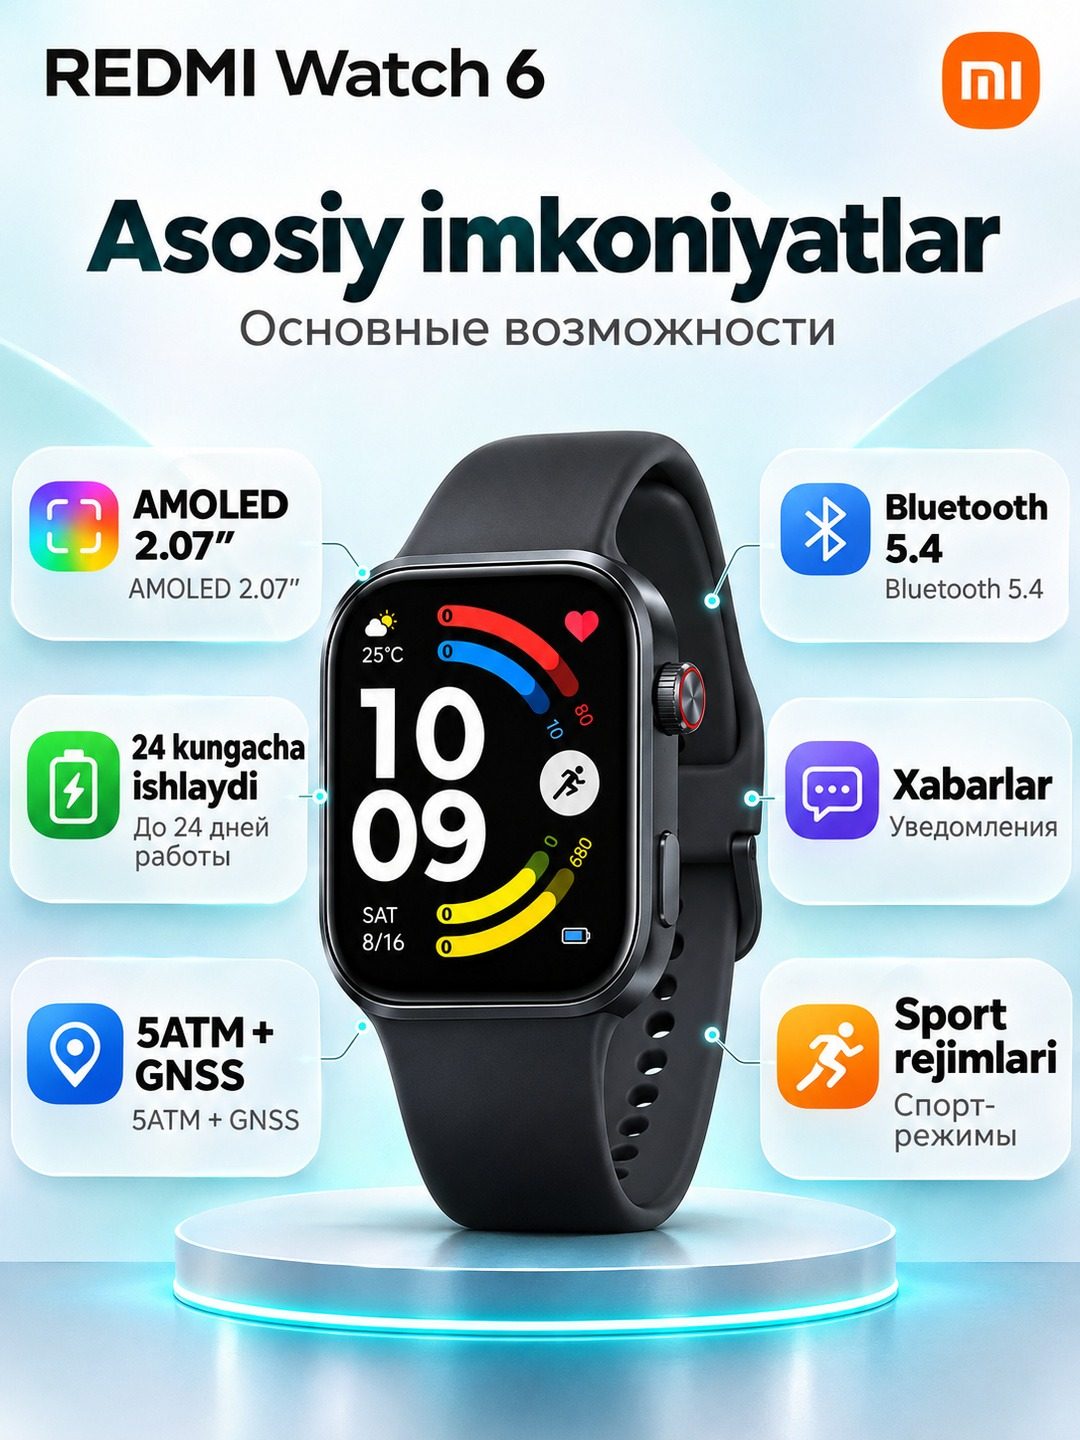 REDMI Watch 6
mi
Asosiy imkoniyatlar
Основные возможности
AMOLED
2.07"
AMOLED 2.07"
Bluetooth
5.4
Bluetooth 5.4
24 kungacha
ishlaydi
До 24 дней
работы
Xabarlar
Уведомления
5ATM +
GNSS
5ATM + GNSS
Sport
rejimlari
Спорт-
режимы
25°C
10
09
SAT
8/16
0
80
0
10
0
0
680
0